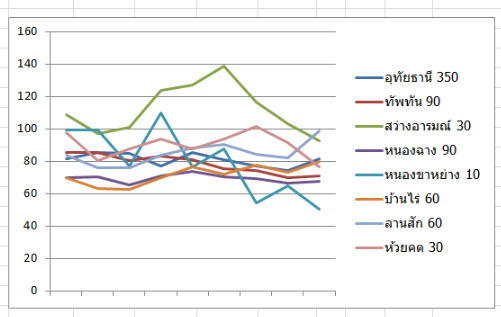 160
140
120
100
80
60
40
20
0
อุทัยธานี 350
ทัพทัน 90
สว่างอารมณ์ 30
หนองฉาง 90
หนองขาหย่าง 10
บ้านไร่ 60
ลานสัก 60
ห้วยคต 30